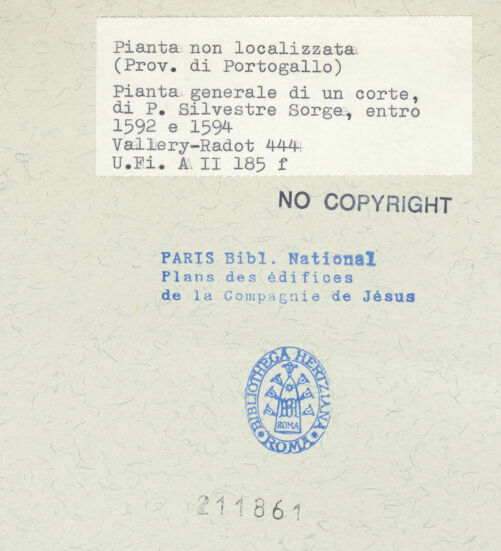 Pianta non localizzata
(Prov. di Portogallo)
Pianta generale di un corte,
di P. Silvestre Sorge, entro
1592 e 1594
Vallery-Radot 444
U.Fi. A II 185 f
NO COPYRIGHT
PARIS Bibl. National
Plans des édifices
de la Compagnie de Jésus
BIBLIOTHECA HERTZIANA
ROMA
* ROMA *
211861